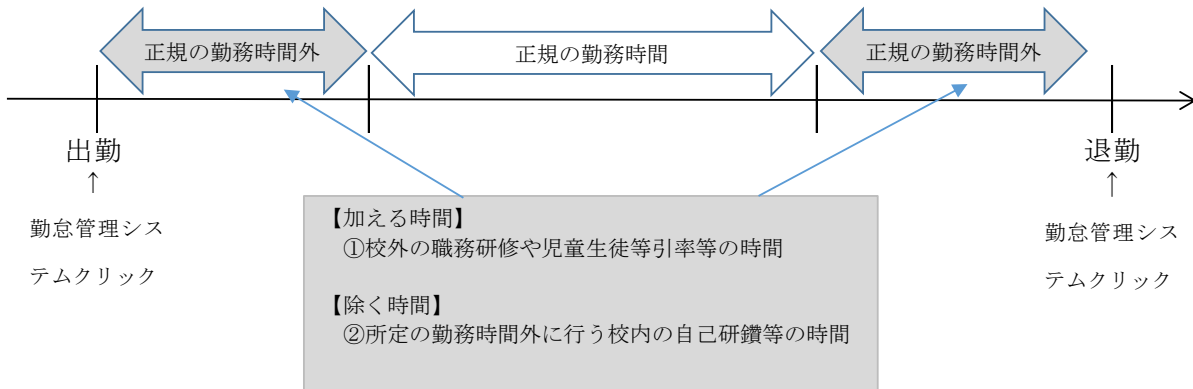 正規の勤務時間外
正規の勤務時間
正規の勤務時間外
出勤
↑
勤怠管理シス
テムクリック
退勤
↑
勤怠管理シス
テムクリック
【加える時間】
①校外の職務研修や児童生徒等引率等の時間
【除く時間】
②所定の勤務時間外に行う校内の自己研鑽等の時間